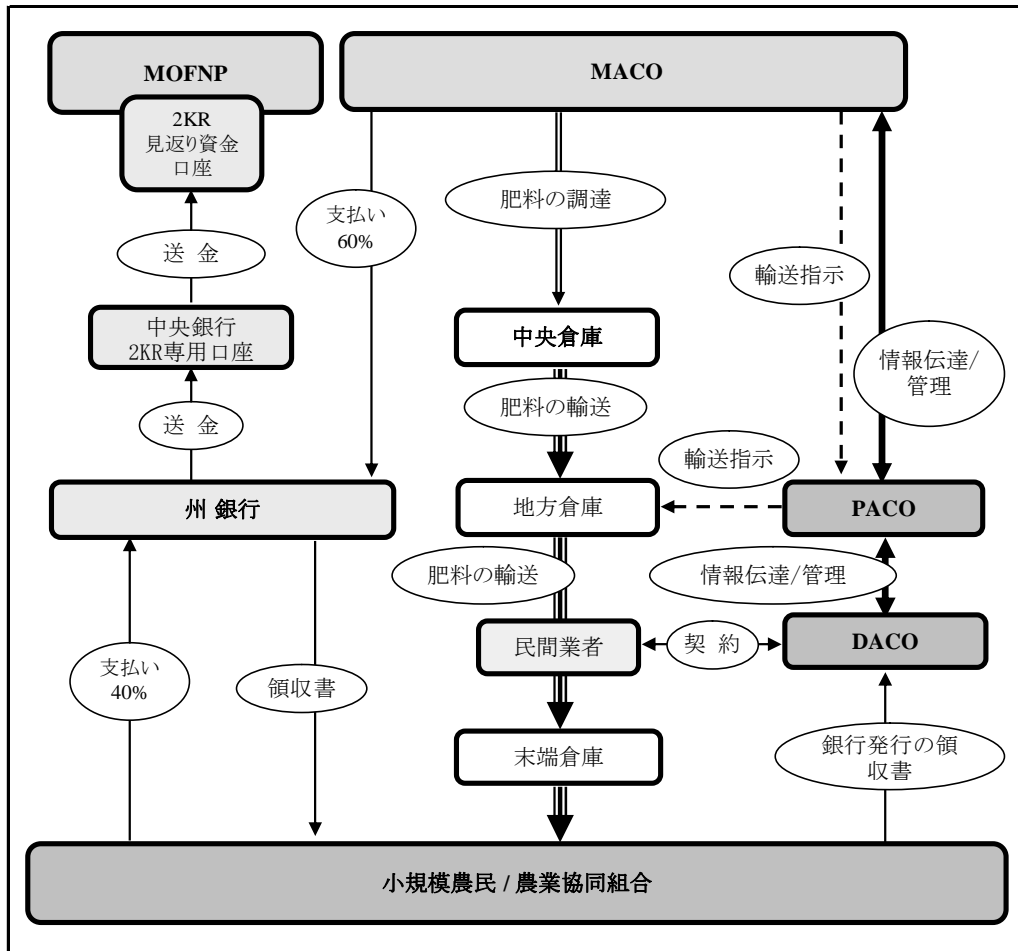 MOFNP
MACO
2KR
見返り資金
口座
支払い
60%
肥料の調達
送 金
輸送指示
中央銀行
2KR専用口座
中央倉庫
情報伝達/
管理
肥料の輸送
送 金
輸送指示
州 銀行
地方倉庫
PACO
肥料の輸送
情報伝達/管理
民間業者
契 約
DACO
支払い
40%
領収書
末端倉庫
銀行発行の領
収書
小規模農民 / 農業協同組合